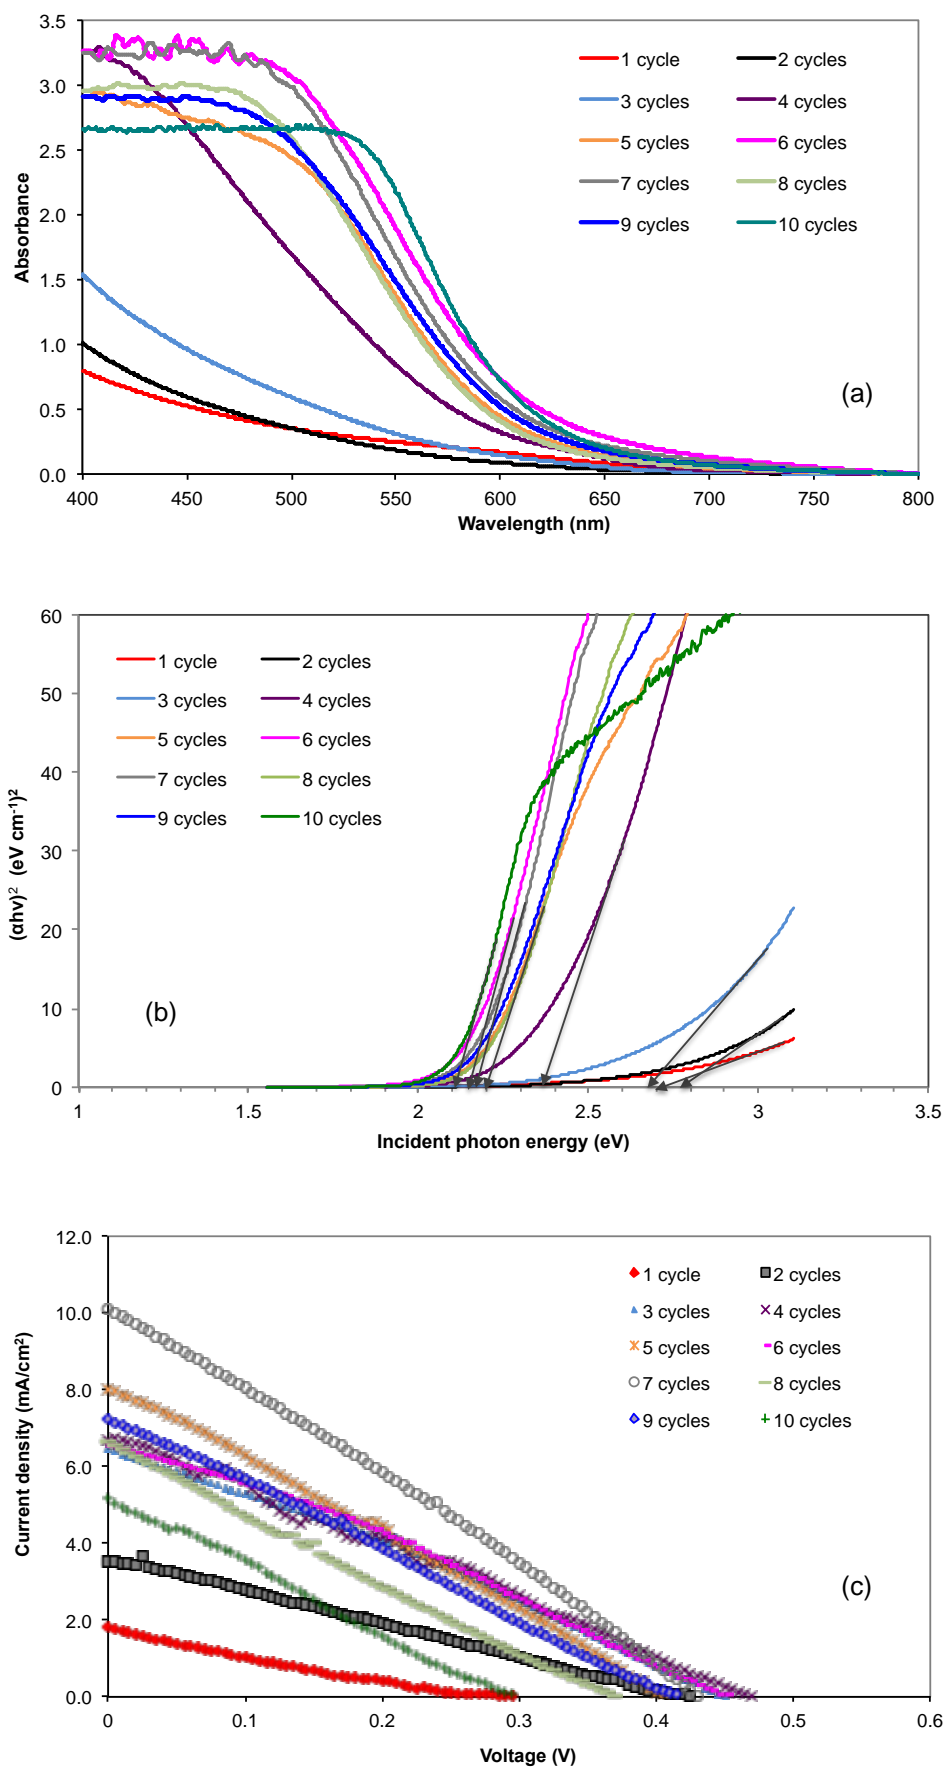 3.5
3.0
2.5
2.0
1.5
1.0
0.5
0.0
Absorbance
1 cycle 2 cycles
3 cycles 4 cycles
5 cycles 6 cycles
7 cycles 8 cycles
9 cycles 10 cycles
(a)
400 450 500 550 600 650 700 750 800
Wavelength (nm)
60
50
40
30
20
10
0
(αhν)² (eV cm⁻¹)²
1 cycle 2 cycles
3 cycles 4 cycles
5 cycles 6 cycles
7 cycles 8 cycles
9 cycles 10 cycles
(b)
1 1.5 2 2.5 3 3.5
Incident photon energy (eV)
12.0
10.0
8.0
6.0
4.0
2.0
0.0
Current density (mA/cm²)
1 cycle 2 cycles
3 cycles 4 cycles
5 cycles 6 cycles
7 cycles 8 cycles
9 cycles 10 cycles
(c)
0 0.1 0.2 0.3 0.4 0.5 0.6
Voltage (V)